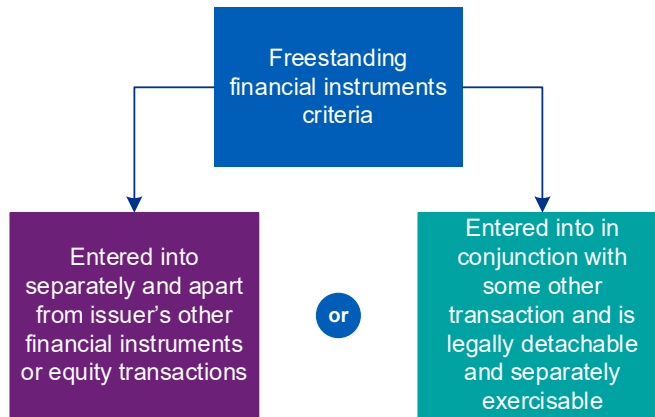 Freestanding
financial instruments
criteria
Entered into
separately and apart
from issuer's other
financial instruments
or equity transactions
or
Entered into in
conjunction with
some other
transaction and is
legally detachable
and separately
exercisable